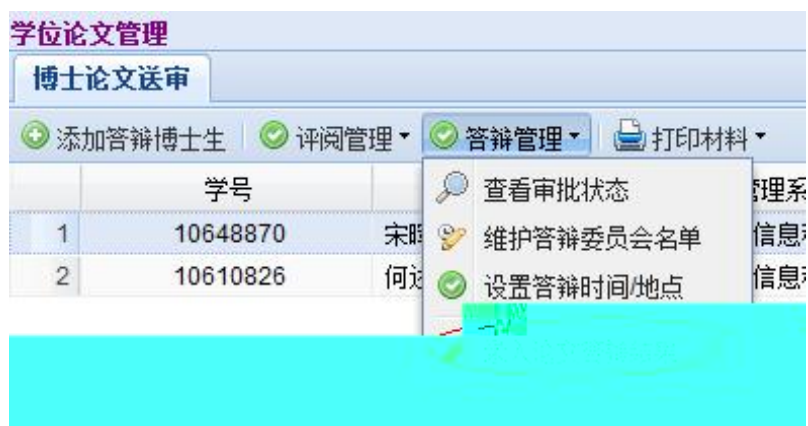 学位论文管理
博士论文送审
添加答辩博士生 评阅管理 答辩管理 打印材料
学号 查看审批状态 管理系
1 10648870 宋 维护答辩委员会名单 信息
2 10610826 何 设置答辩时间/地点 信息